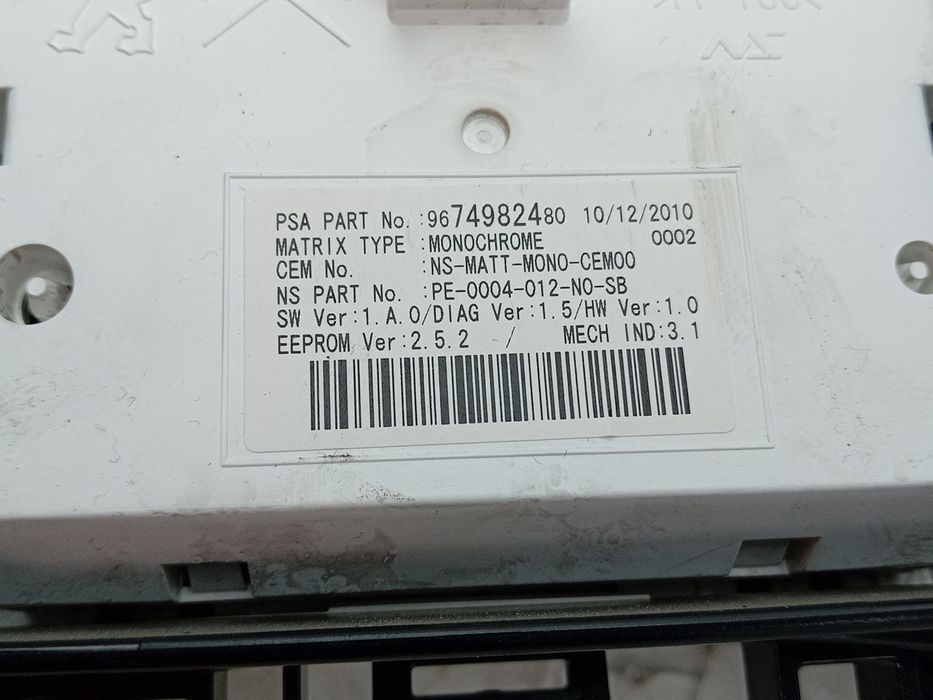 PSA PART No.:9674982480 10/12/2010
MATRIX TYPE :MONOCHROME 0002
CEM No. :NS-MATT-MONO-CEM00
NS PART No. :PE-0004-012-NO-SB
SW Ver:1.A.0/DIAG Ver:1.5/HW Ver:1.0
EEPROM Ver:2.5.2 / MECH IND:3.1